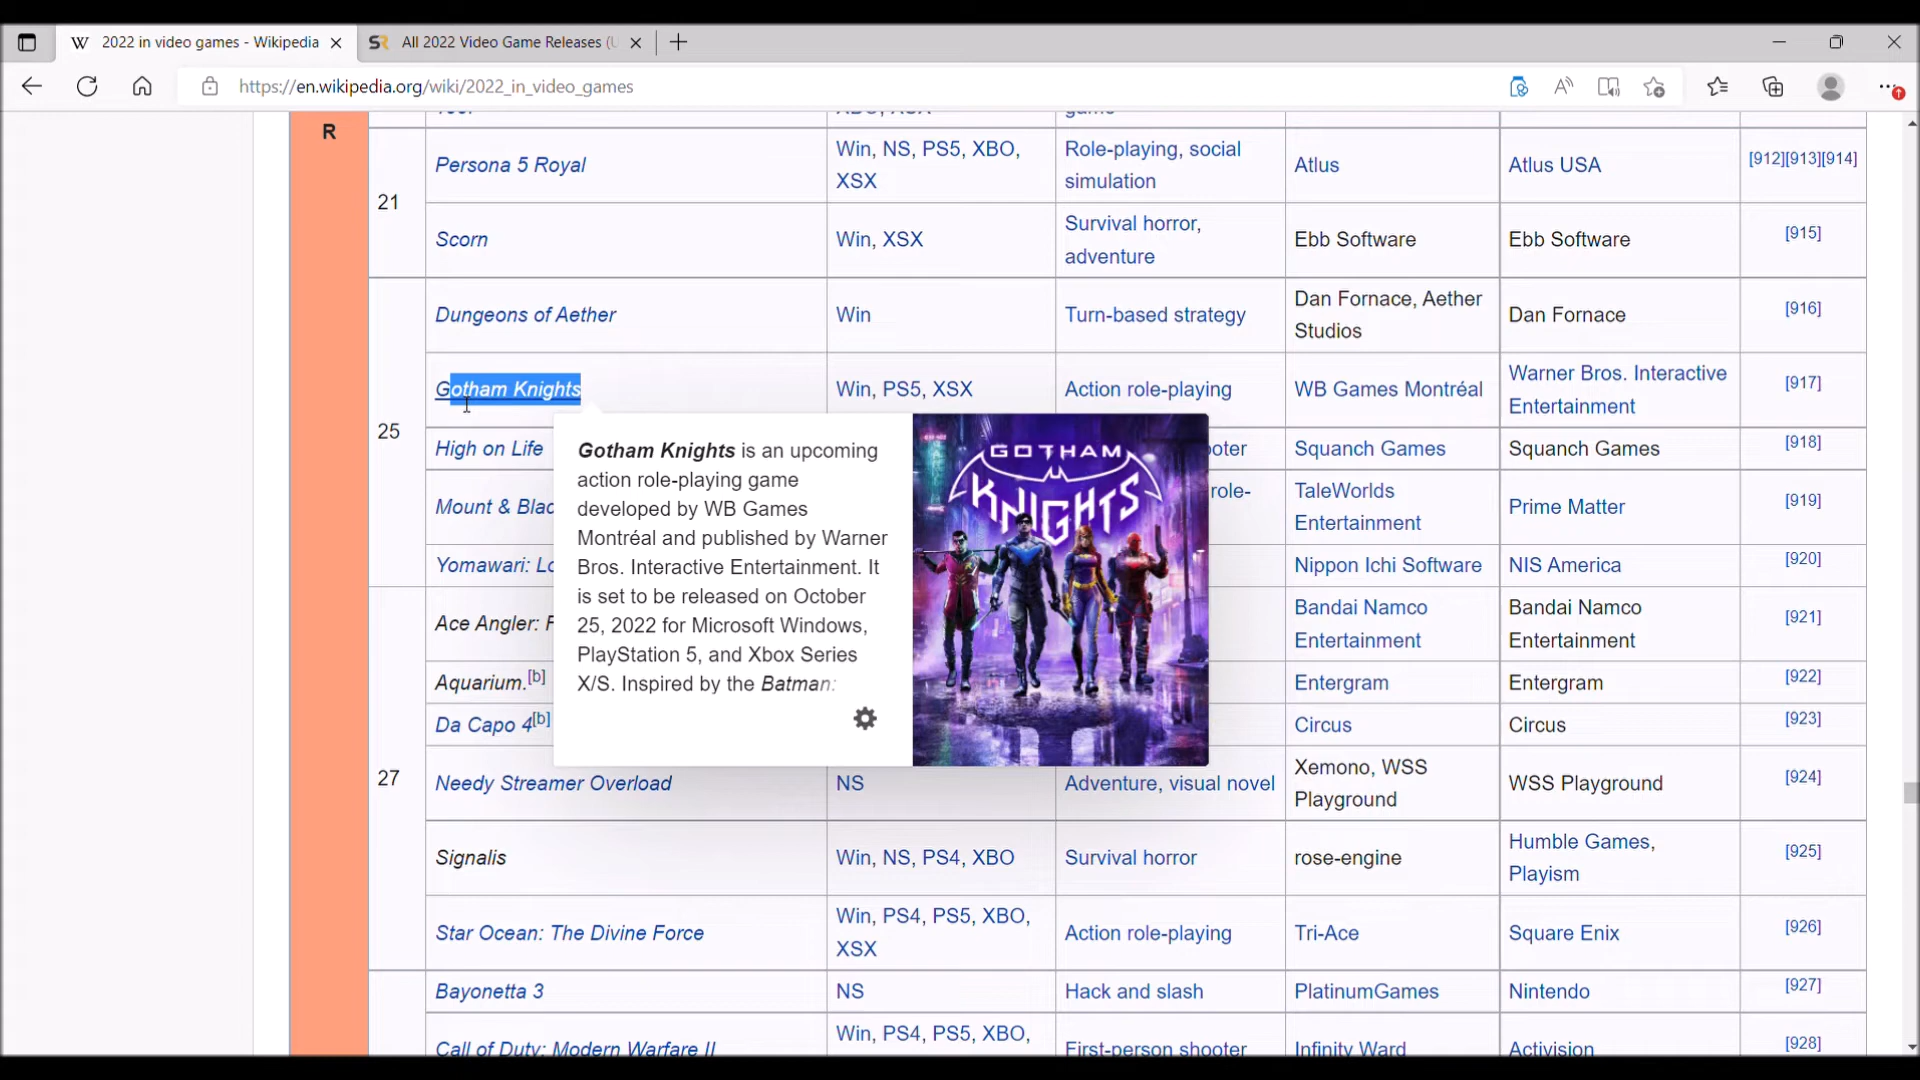 2022 in video games - Wikipedia
All 2022 Video Game Releases (
https://en.wikipedia.org/wiki/2022_in_video_games
R
21
Persona 5 Royal
Win, NS, PS5, XBO,
XSX
Role-playing, social
simulation
Atlus
Atlus USA
[912][913][914]
Scorn
Win, XSX
Survival horror,
adventure
Ebb Software
Ebb Software
[915]
25
Dungeons of Aether
Win
Turn-based strategy
Dan Fornace, Aether
Studios
Dan Fornace
[916]
Gotham Knights
Win, PS5, XSX
Action role-playing
WB Games Montréal
Warner Bros. Interactive
Entertainment
[917]
High on Life
Squanch Games
Squanch Games
[918]
Mount & Blad
role-
TaleWorlds
Entertainment
Prime Matter
[919]
Yomawari: Lo
Nippon Ichi Software
NIS America
[920]
Gotham Knights is an upcoming
action role-playing game
developed by WB Games
Montréal and published by Warner
Bros. Interactive Entertainment. It
is set to be released on October
25, 2022 for Microsoft Windows,
PlayStation 5, and Xbox Series
X/S. Inspired by the Batman:
GOTHAM
KNIGHTS
27
Ace Angler: F
Bandai Namco
Entertainment
Bandai Namco
Entertainment
[921]
Aquarium.[b]
Entergram
Entergram
[922]
Da Capo 4[b]
Circus
Circus
[923]
Needy Streamer Overload
NS
Adventure, visual novel
Xemono, WSS
Playground
WSS Playground
[924]
Signalis
Win, NS, PS4, XBO
Survival horror
rose-engine
Humble Games,
Playism
[925]
Star Ocean: The Divine Force
Win, PS4, PS5, XBO,
XSX
Action role-playing
Tri-Ace
Square Enix
[926]
Bayonetta 3
NS
Hack and slash
PlatinumGames
Nintendo
[927]
Call of Duty: Modern Warfare II
Win, PS4, PS5, XBO,
First-person shooter
Infinity Ward
Activision
[928]